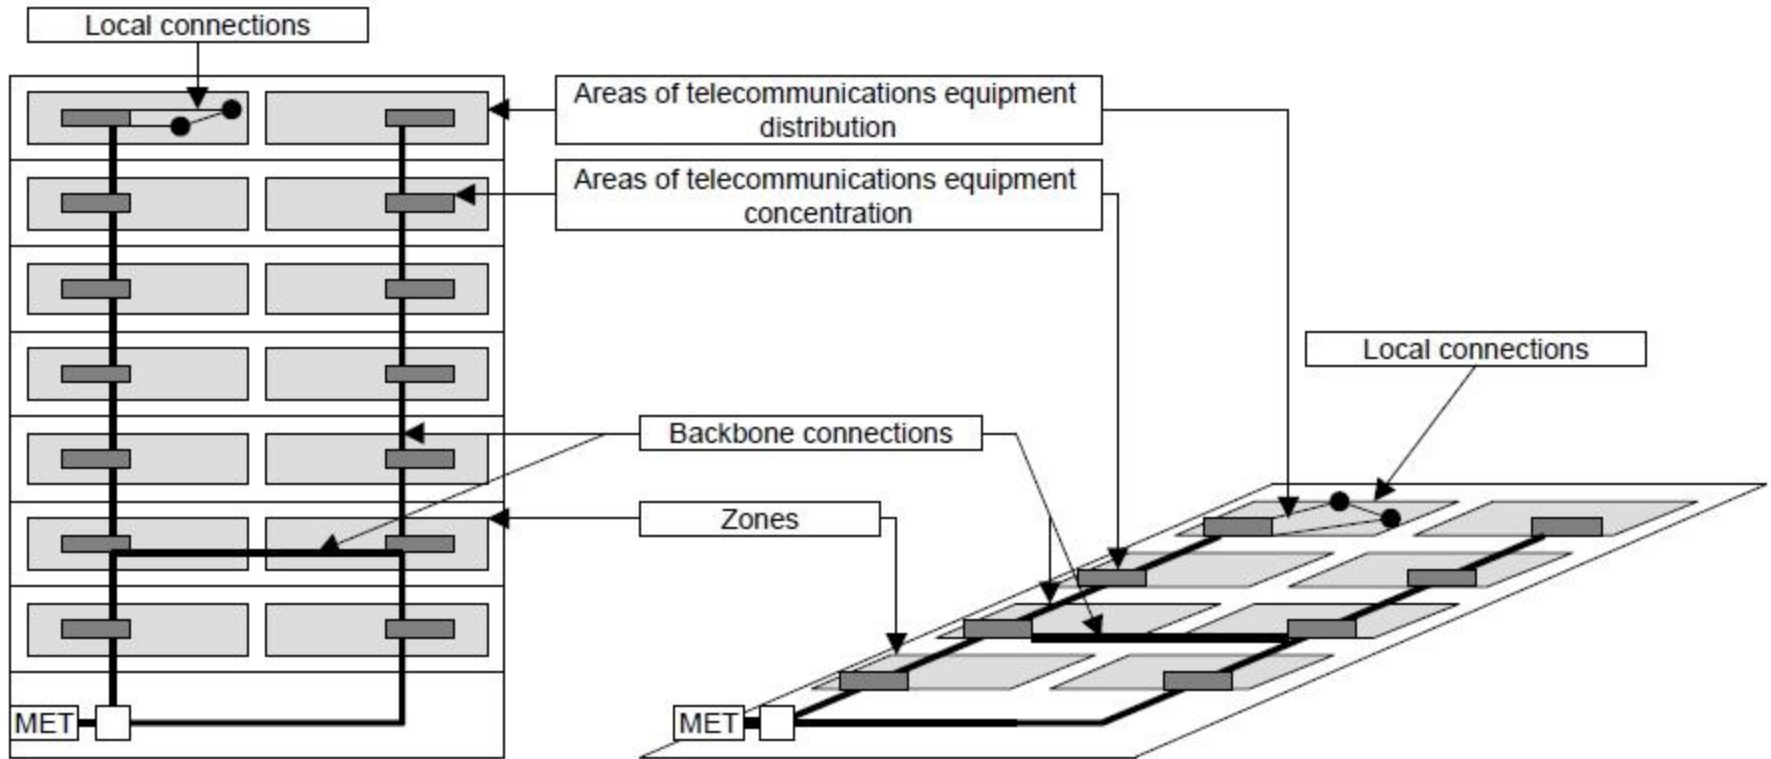 Local connections
Areas of telecommunications equipment
distribution
Areas of telecommunications equipment
concentration
Local connections
Backbone connections
Zones
MET
MET